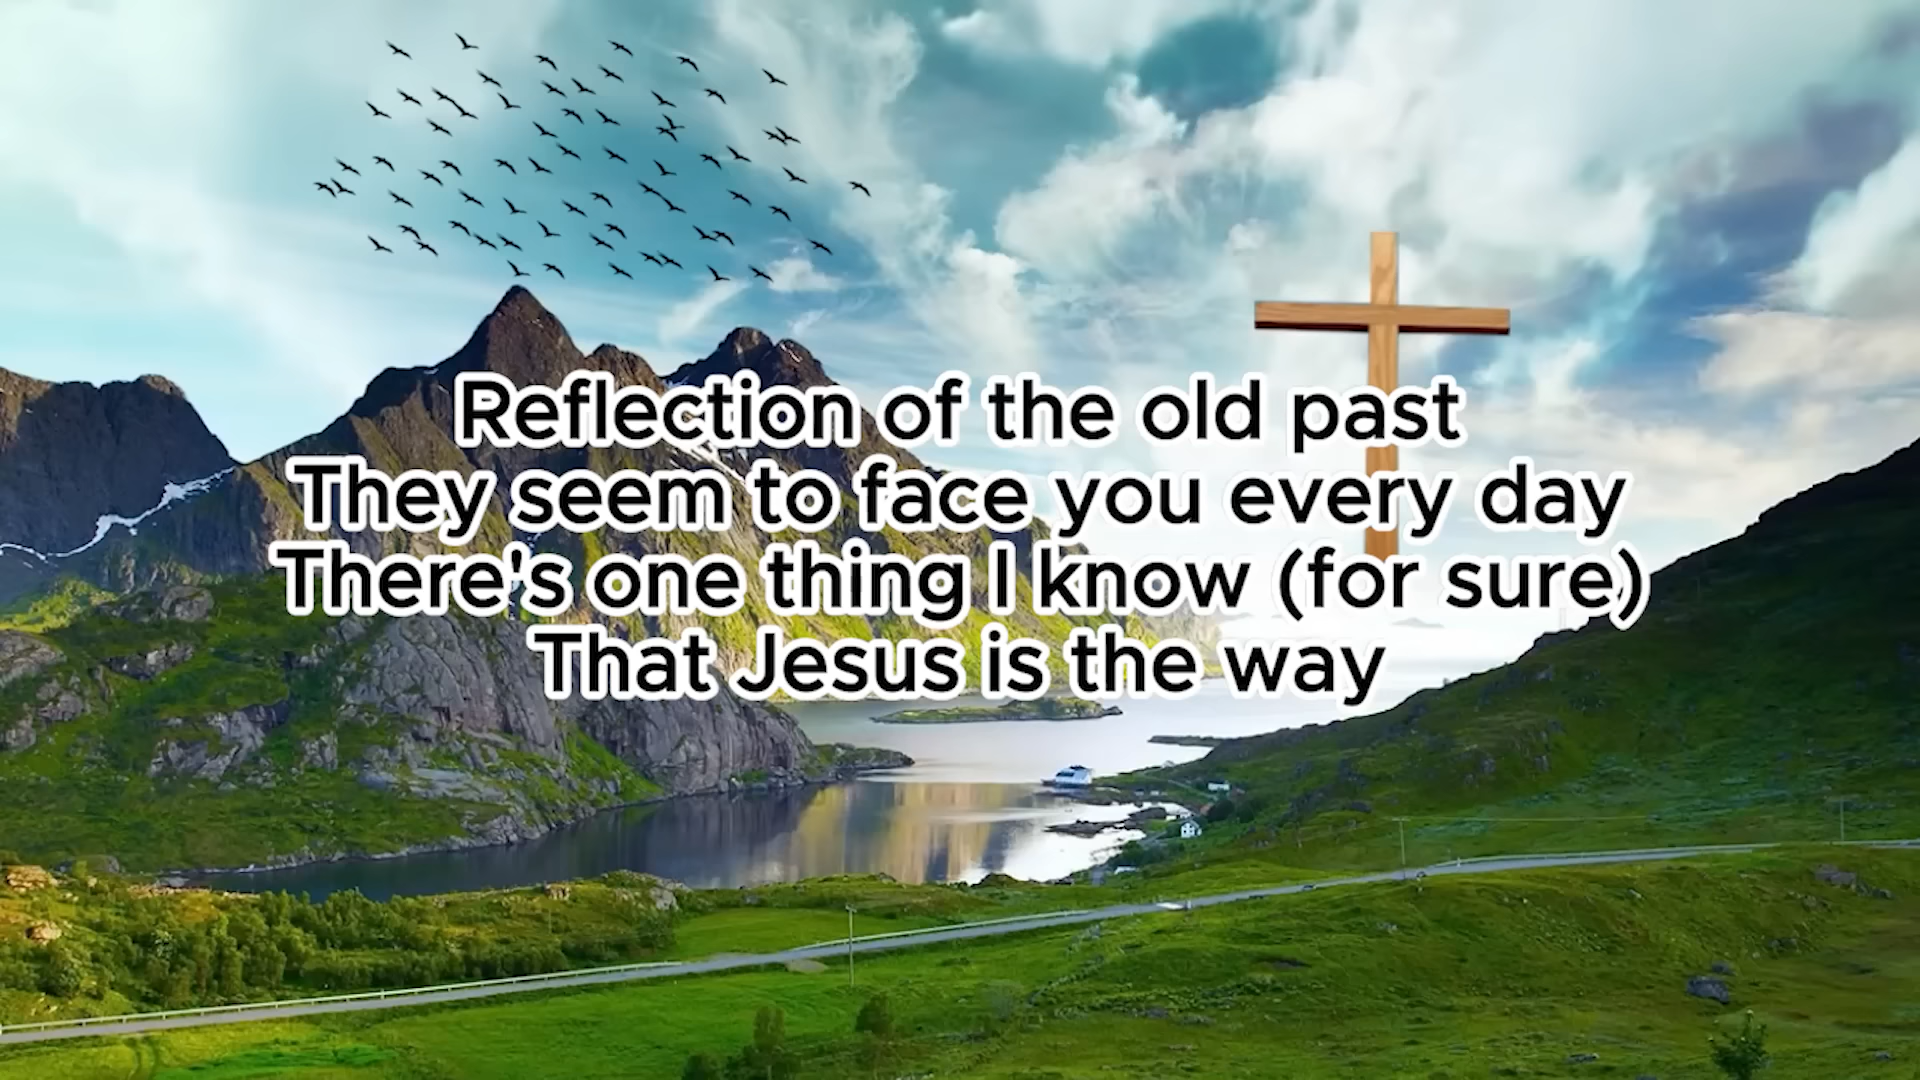 Reflection of the old past
They seem to face you every day
There's one thing I know (for sure)
That Jesus is the way